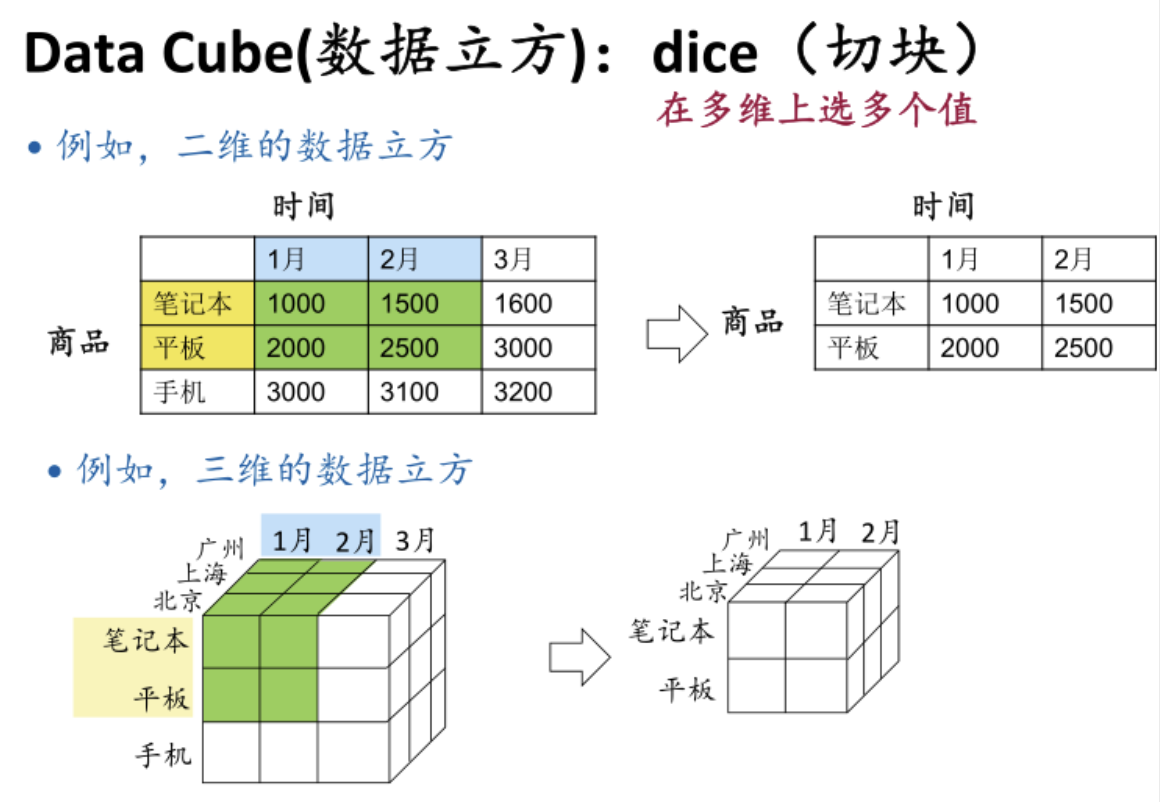 Data Cube(数据立方)：dice（切块）
在多维上选多个值
• 例如，二维的数据立方
时间
1月 2月 3月
笔记本 1000 1500 1600
商品
平板 2000 2500 3000
手机 3000 3100 3200
时间
1月 2月
商品
笔记本 1000 1500
平板 2000 2500
• 例如，三维的数据立方
1月 2月 3月
广州
上海
北京
笔记本
平板
手机
1月 2月
广州
上海
北京
笔记本
平板